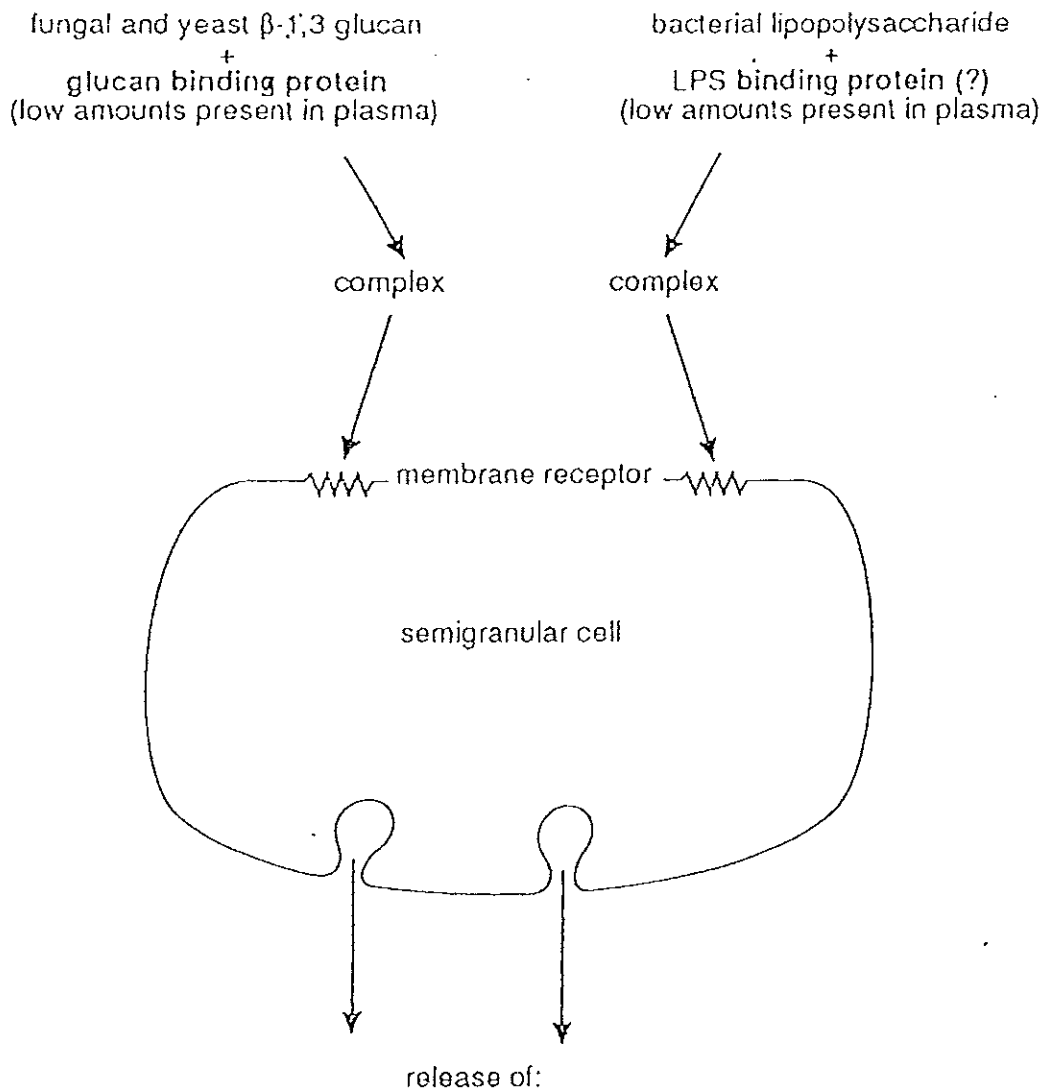 fungal and yeast β-1,3 glucan
+
glucan binding protein
(low amounts present in plasma)
bacterial lipopolysaccharide
+
LPS binding protein (?)
(low amounts present in plasma)
complex
complex
membrane receptor
semigranular cell
release of: